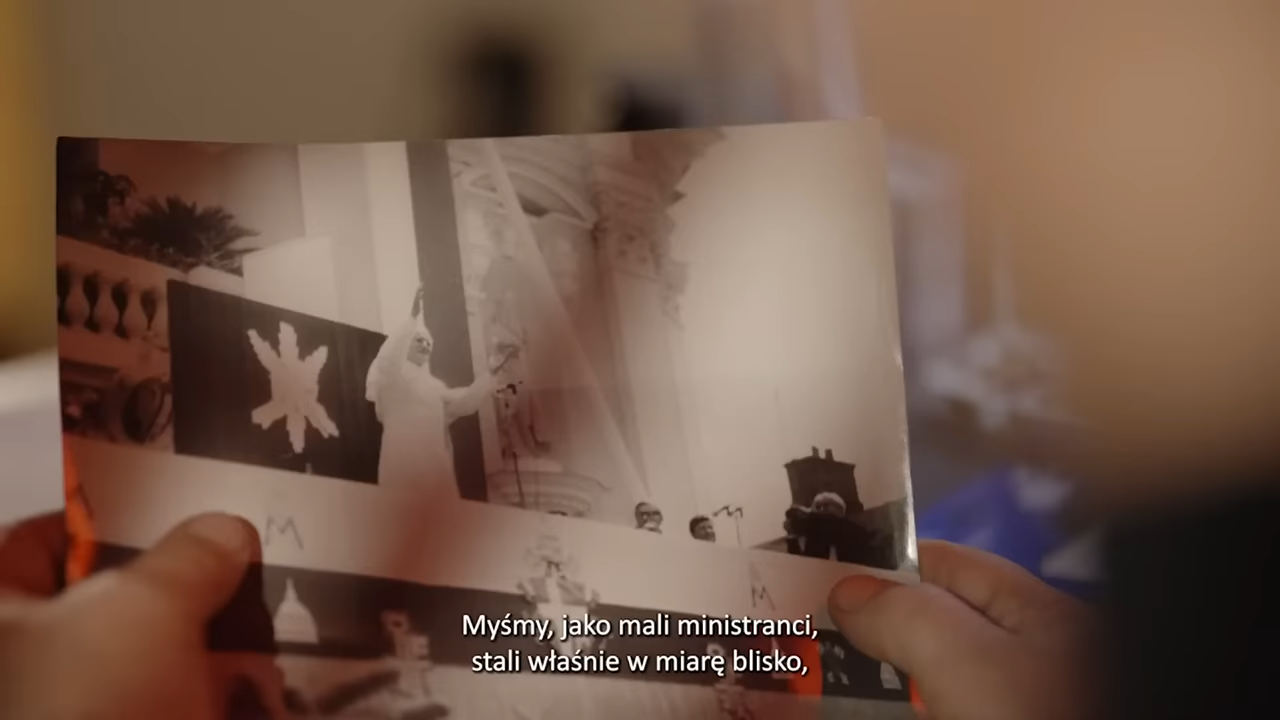 M
M
Myśmy, jako mali ministranci,
stali właśnie w miarę blisko,